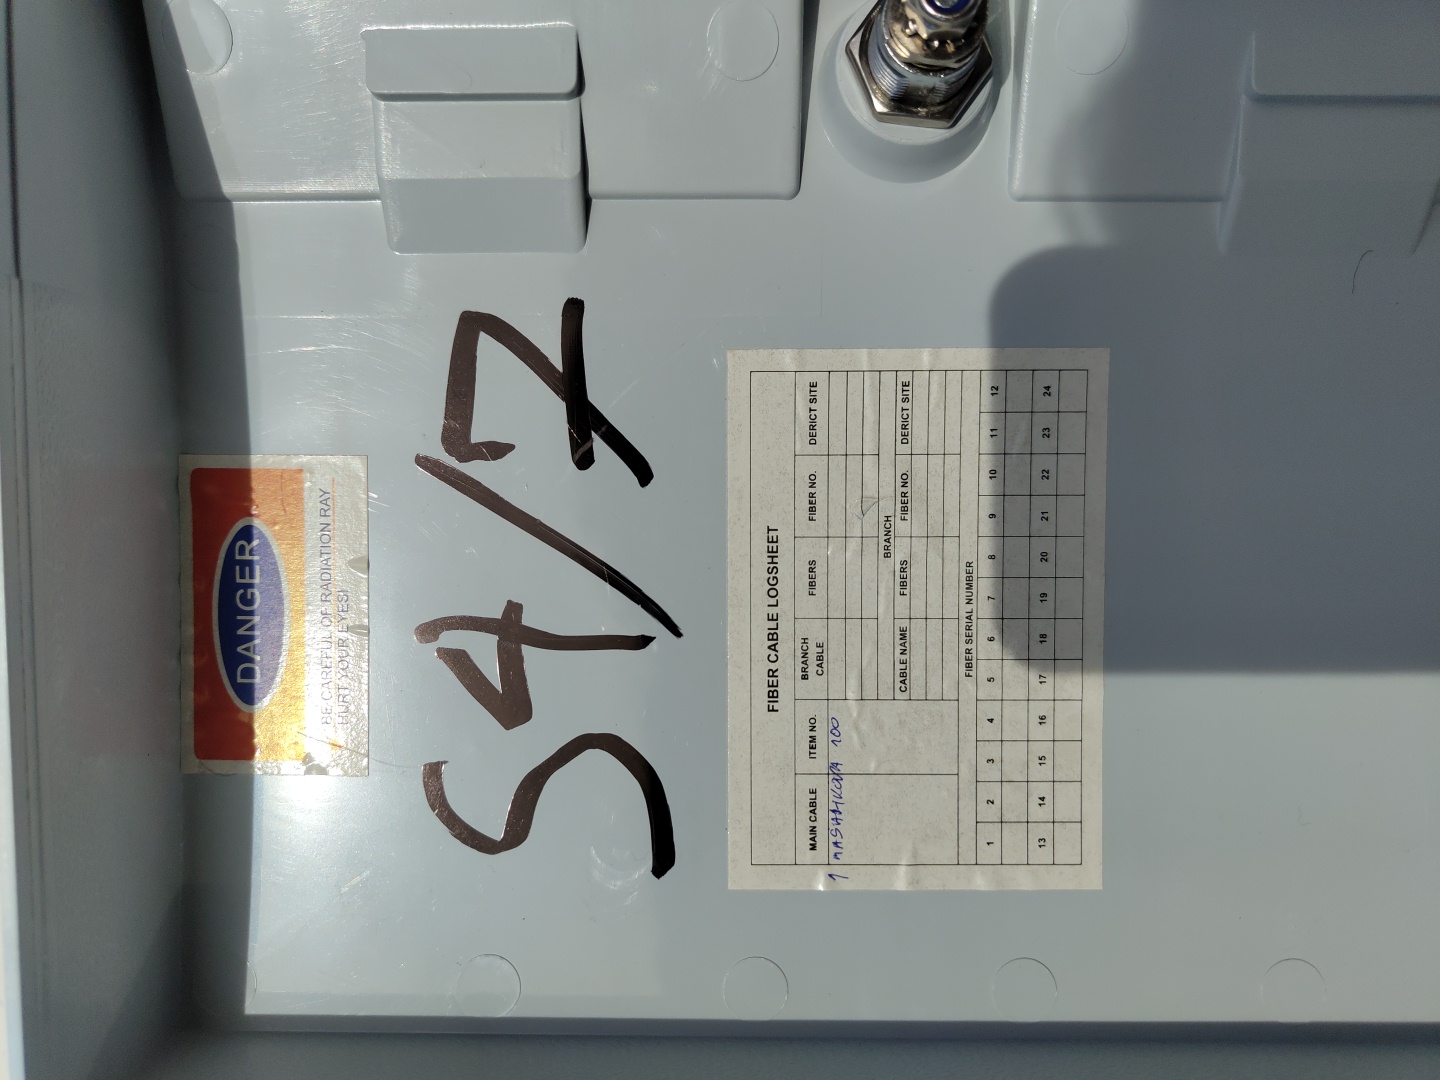 DANGER
BE CAREFUL OF RADIATION RAY
HURT YOUR EYES!
S4/7
FIBER CABLE LOGSHEET
MAIN CABLE ITEM NO. BRANCH CABLE FIBERS FIBER NO. DERICT SITE
1 100
BRANCH
CABLE NAME FIBERS FIBER NO. DERICT SITE
FIBER SERIAL NUMBER
1 2 3 4 5 6 7 8 9 10 11 12
13 14 15 16 17 18 19 20 21 22 23 24